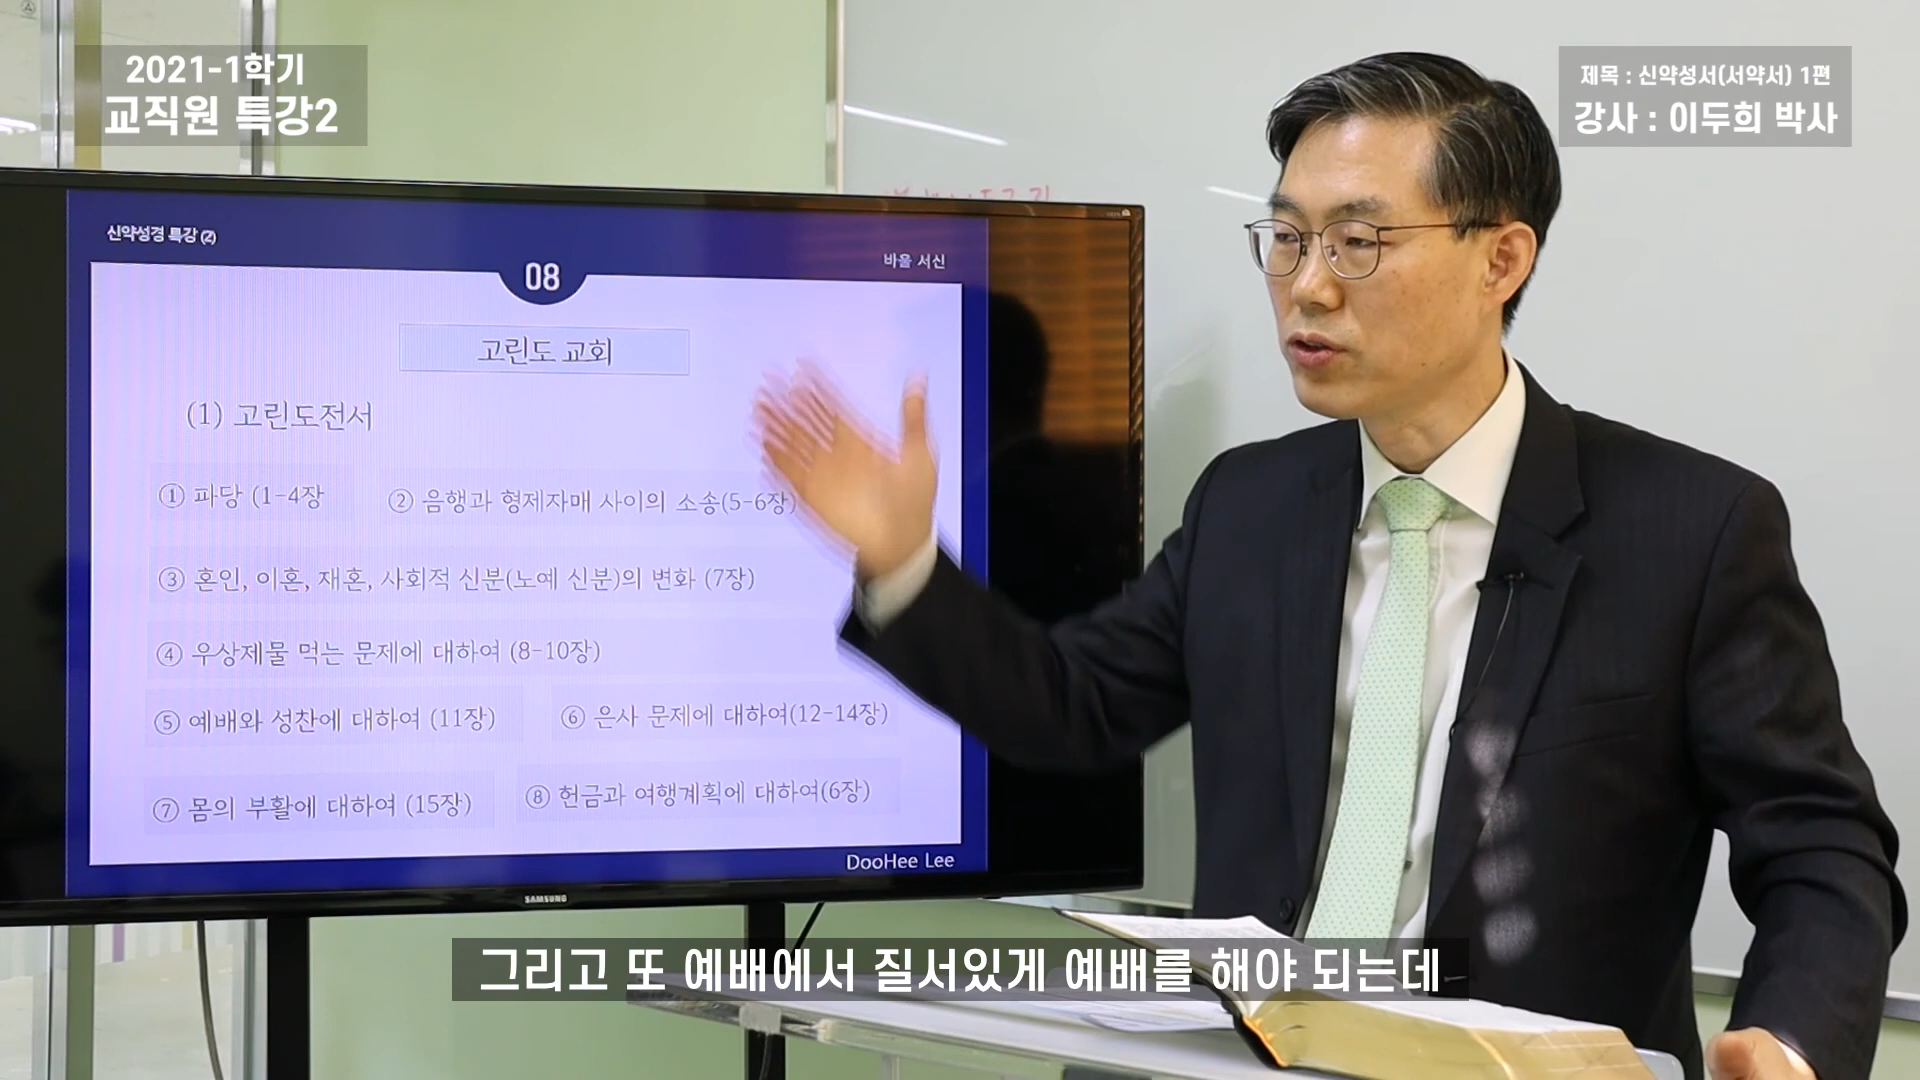 2021-1학기
교직원 특강2
제목 : 신약성서(서약서) 1편
강사 : 이두희 박사
신약성경 특강 (2)
08
바울 서신
고린도 교회
(1) 고린도전서
① 파당 (1-4장
② 음행과 형제자매 사이의 소송(5-6장)
③ 혼인, 이혼, 재혼, 사회적 신분(노예 신분)의 변화 (7장)
④ 우상제물 먹는 문제에 대하여 (8-10장)
⑤ 예배와 성찬에 대하여 (11장)
⑥ 은사 문제에 대하여(12-14장)
⑦ 몸의 부활에 대하여 (15장)
⑧ 헌금과 여행계획에 대하여(6장)
DooHee Lee
SAMSUNG
그리고 또 예배에서 질서있게 예배를 해야 되는데